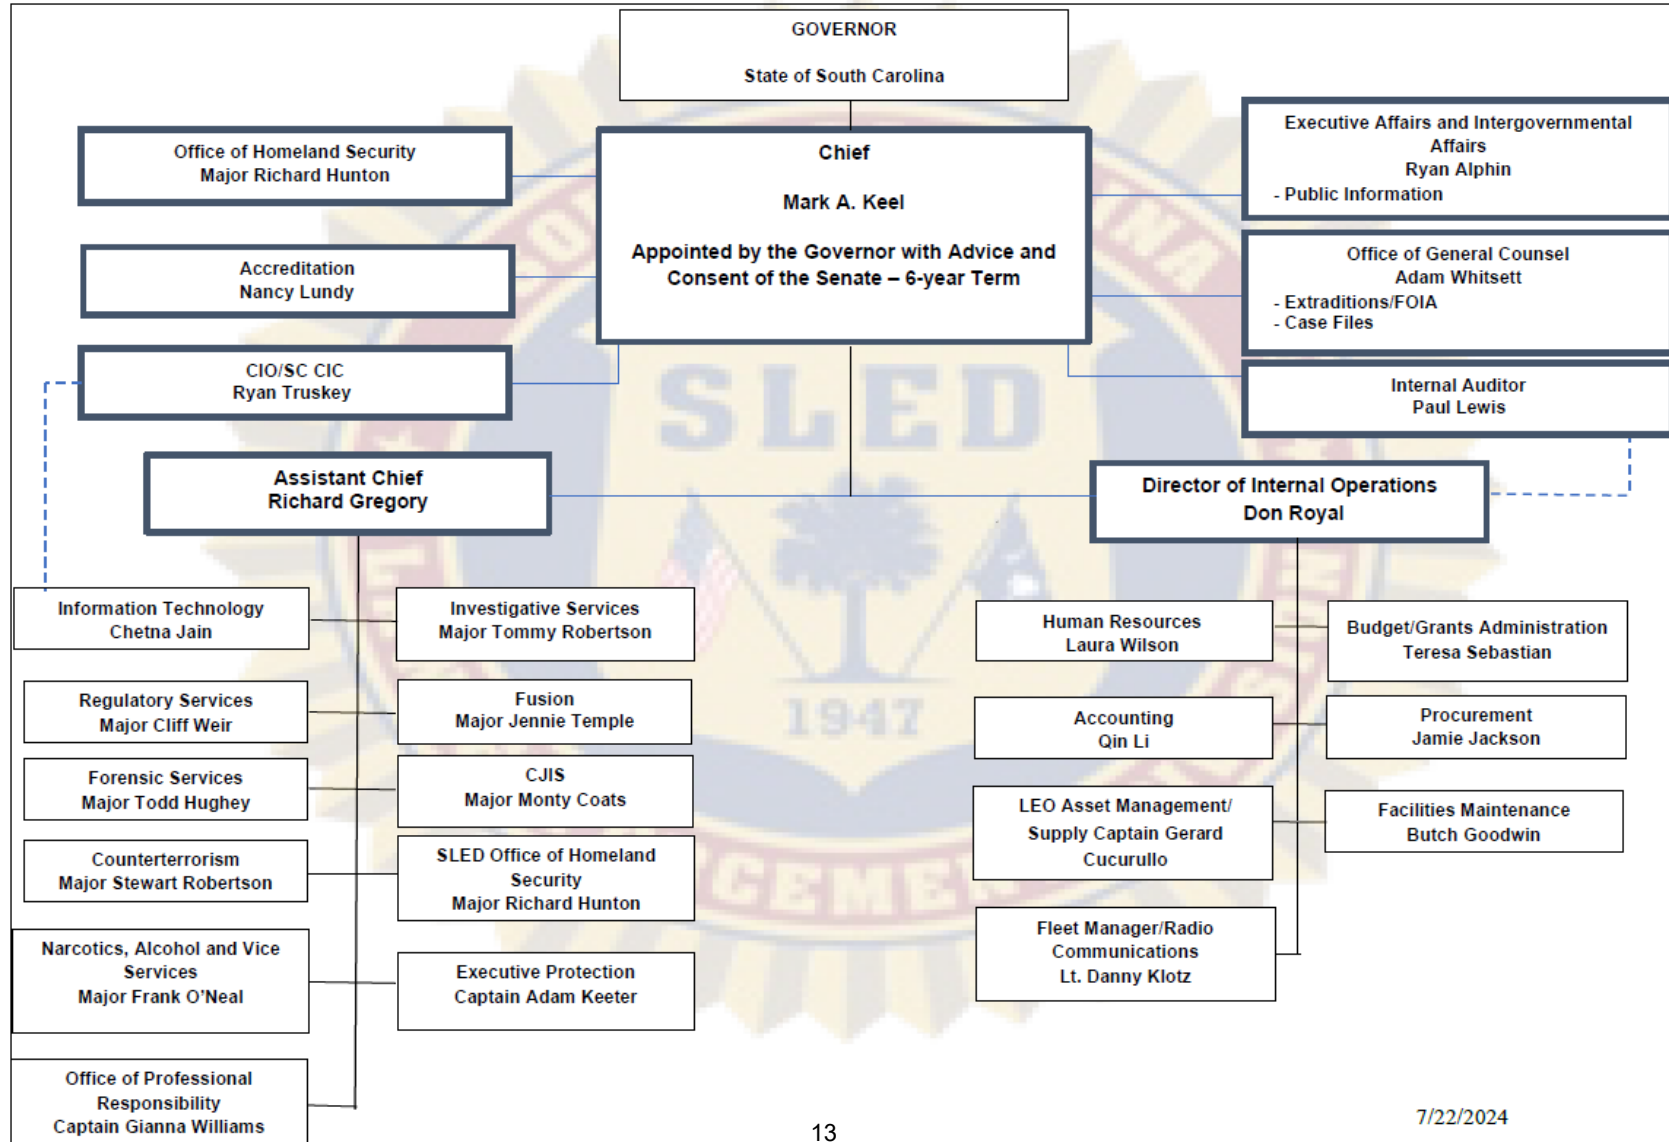 GOVERNOR
State of South Carolina
Office of Homeland Security
Major Richard Hunton
Accreditation
Nancy Lundy
CIO/SC CIC
Ryan Truskey
Chief
Mark A. Keel
Appointed by the Governor with Advice and
Consent of the Senate – 6-year Term
Executive Affairs and Intergovernmental
Affairs
Ryan Alphin
- Public Information
Office of General Counsel
Adam Whitsett
- Extraditions/FOIA
- Case Files
Internal Auditor
Paul Lewis
SLED
1947
Assistant Chief
Richard Gregory
Director of Internal Operations
Don Royal
Information Technology
Chetna Jain
Investigative Services
Major Tommy Robertson
Regulatory Services
Major Cliff Weir
Fusion
Major Jennie Temple
Forensic Services
Major Todd Hughey
CJIS
Major Monty Coats
Counterterrorism
Major Stewart Robertson
SLED Office of Homeland
Security
Major Richard Hunton
Narcotics, Alcohol and Vice
Services
Major Frank O'Neal
Executive Protection
Captain Adam Keeter
Office of Professional
Responsibility
Captain Gianna Williams
Human Resources
Laura Wilson
Budget/Grants Administration
Teresa Sebastian
Accounting
Qin Li
Procurement
Jamie Jackson
LEO Asset Management/
Supply Captain Gerard
Cucurullo
Facilities Maintenance
Butch Goodwin
Fleet Manager/Radio
Communications
Lt. Danny Klotz
7/22/2024
13